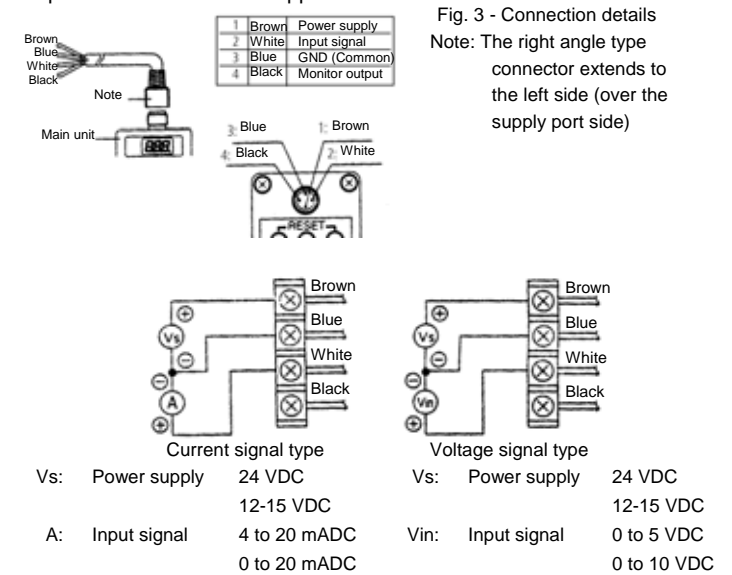 Fig. 3 - Connection details
Note: The right angle type
connector extends to
the left side (over the
supply port side)
Brown
Blue
White
Black
Note
Main unit
1 Brown Power supply
2 White Input signal
3 Blue GND (Common)
4 Black Monitor output
3: Blue 1: Brown
4: Black 2: White
RESET
Brown
Blue
White
Black
Vs
A
Current signal type
Vs: Power supply 24 VDC
12-15 VDC
A: Input signal 4 to 20 mADC
0 to 20 mADC
Brown
Blue
White
Black
Vs
Vin
Voltage signal type
Vs: Power supply 24 VDC
12-15 VDC
Vin: Input signal 0 to 5 VDC
0 to 10 VDC